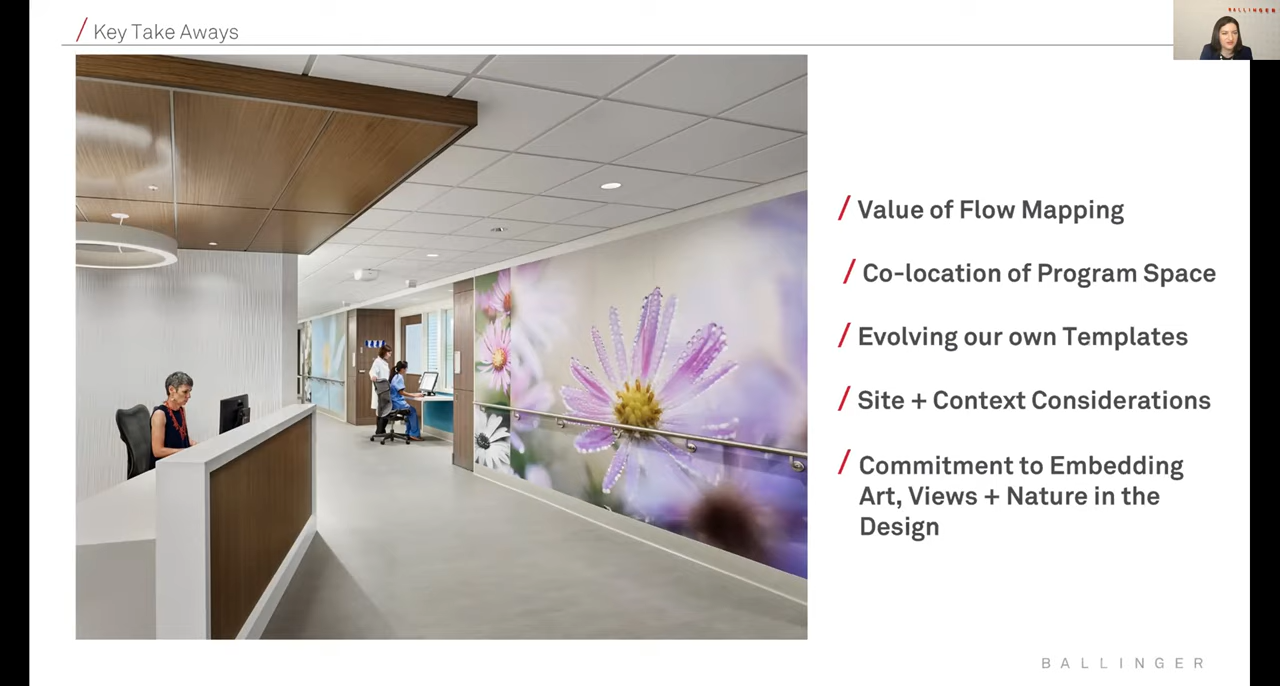 / Key Take Aways
BALLINGER
/ Value of Flow Mapping
/ Co-location of Program Space
/ Evolving our own Templates
/ Site + Context Considerations
/ Commitment to Embedding
Art, Views + Nature in the
Design
BALLINGER